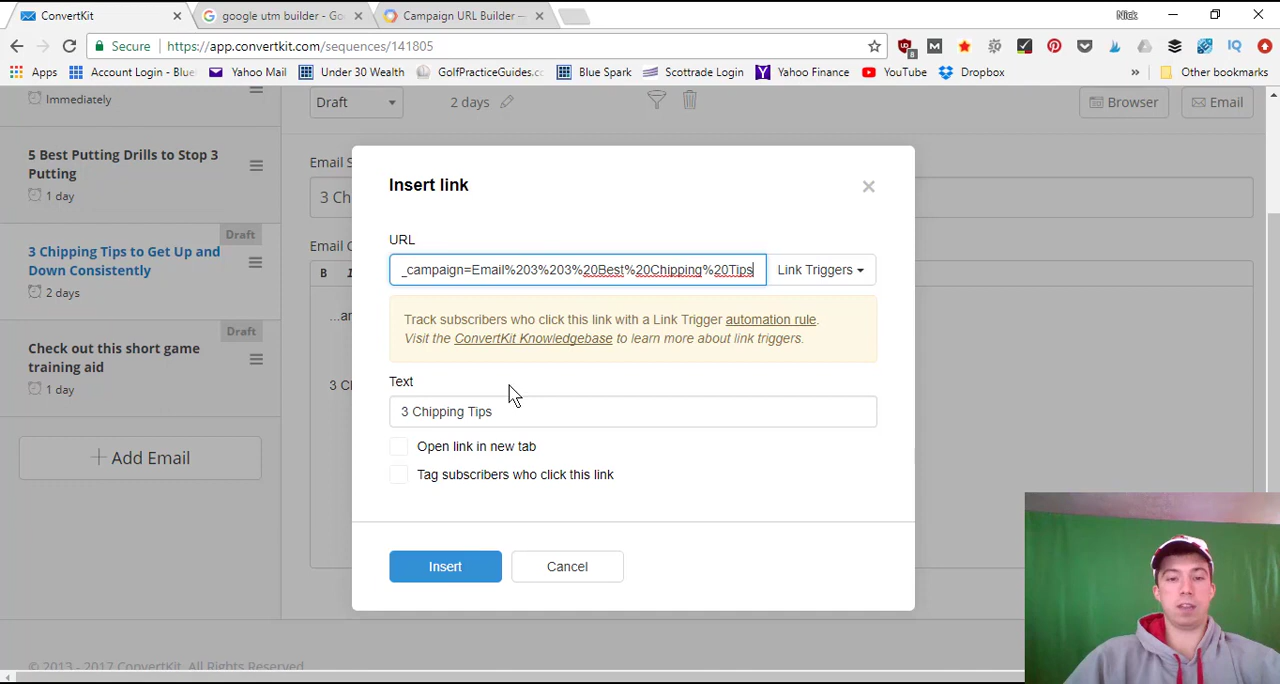 ConvertKit
google utm builder - Go
Campaign URL Builder —
Nick
Secure
https://app.convertkit.com/sequences/141805
Apps
Account Login - Blue
Yahoo Mail
Under 30 Wealth
GolfPracticeGuides.c
Blue Spark
Scottrade Login
Yahoo Finance
YouTube
Dropbox
»
Other bookmarks
Immediately
5 Best Putting Drills to Stop 3
Putting
1 day
Draft
3 Chipping Tips to Get Up and
Down Consistently
2 days
Draft
Check out this short game
training aid
1 day
+ Add Email
Draft
2 days
Browser
Email
Email S
3 Ch
Email C
B
...ar
3 C
Insert link
×
URL
_campaign=Email%203%203%20Best%20Chipping%20Tips
Link Triggers
Track subscribers who click this link with a Link Trigger automation rule.
Visit the ConvertKit Knowledgebase to learn more about link triggers.
Text
3 Chipping Tips
Open link in new tab
Tag subscribers who click this link
Insert
Cancel
© 2013 - 2017 ConvertKit. All Rights Reserved